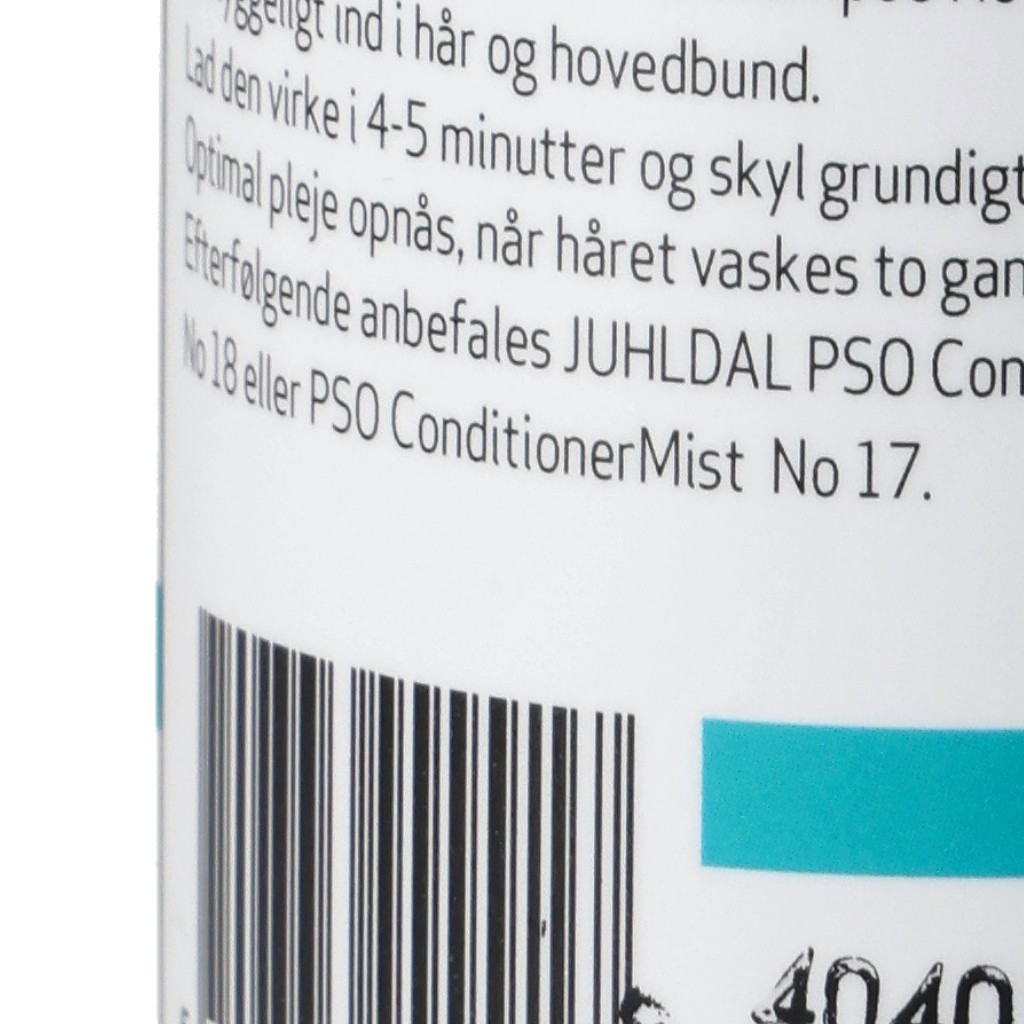 ind i hår og hovedbund.
Lad den virke i 4-5 minutter og skyl grundigt
Optimal pleje opnås, når håret vaskes to gan
Efterfølgende anbefales JUHLDAL PSO Con
No 18 eller PSO ConditionerMist No 17.
4040